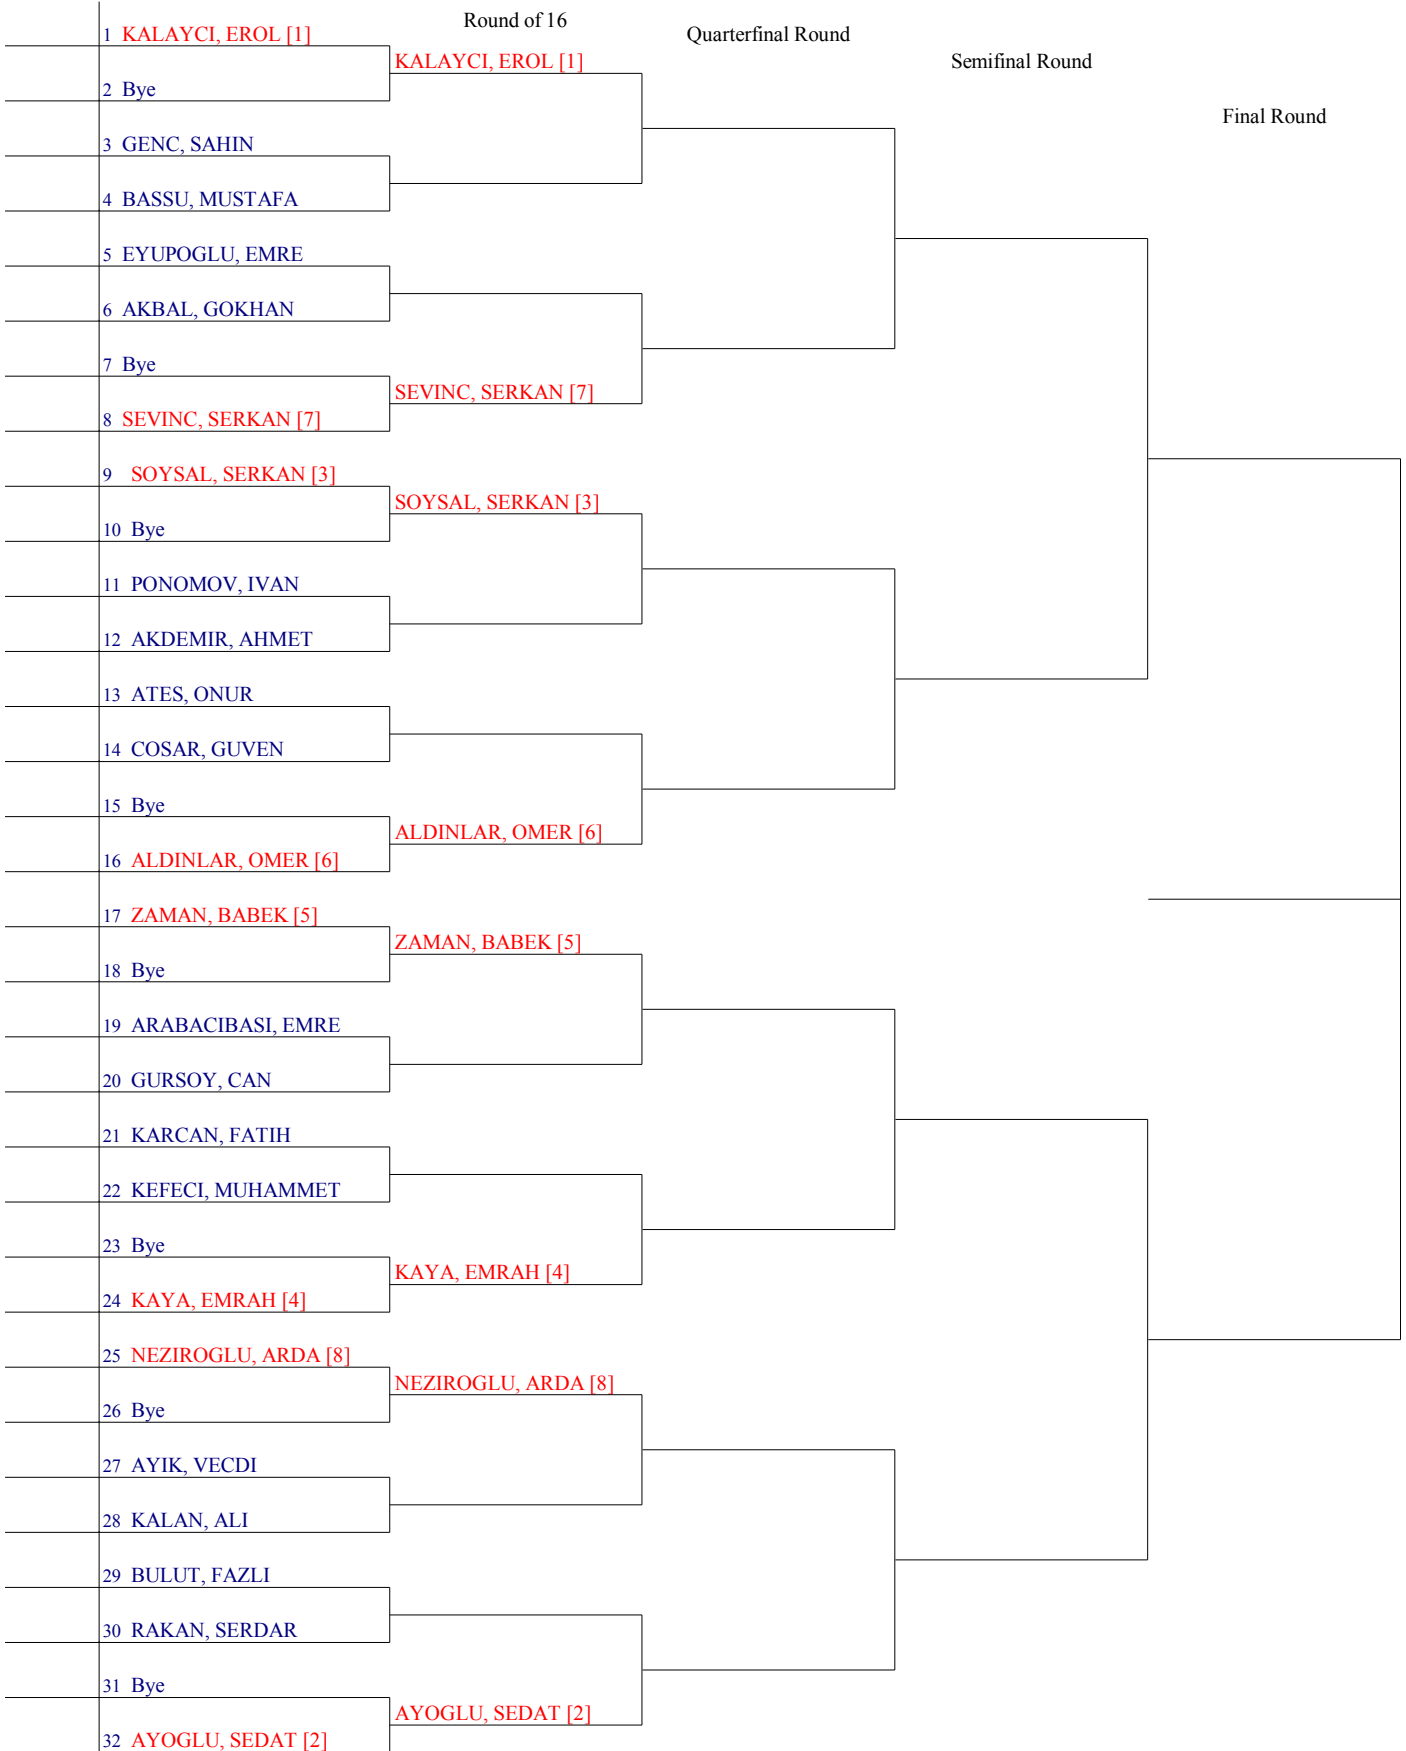 Round of 16
Quarterfinal Round
Semifinal Round
Final Round
1 KALAYCI, EROL [1]
KALAYCI, EROL [1]
2 Bye
3 GENC, SAHIN
4 BASSU, MUSTAFA
5 EYUPOGLU, EMRE
6 AKBAL, GOKHAN
7 Bye
SEVINC, SERKAN [7]
8 SEVINC, SERKAN [7]
9 SOYSAL, SERKAN [3]
SOYSAL, SERKAN [3]
10 Bye
11 PONOMOV, IVAN
12 AKDEMIR, AHMET
13 ATES, ONUR
14 COSAR, GUVEN
15 Bye
ALDINLAR, OMER [6]
16 ALDINLAR, OMER [6]
17 ZAMAN, BABEK [5]
ZAMAN, BABEK [5]
18 Bye
19 ARABACIBASI, EMRE
20 GURSOY, CAN
21 KARCAN, FATIH
22 KEFECI, MUHAMMET
23 Bye
KAYA, EMRAH [4]
24 KAYA, EMRAH [4]
25 NEZIROGLU, ARDA [8]
NEZIROGLU, ARDA [8]
26 Bye
27 AYIK, VECDI
28 KALAN, ALI
29 BULUT, FAZLI
30 RAKAN, SERDAR
31 Bye
AYOGLU, SEDAT [2]
32 AYOGLU, SEDAT [2]